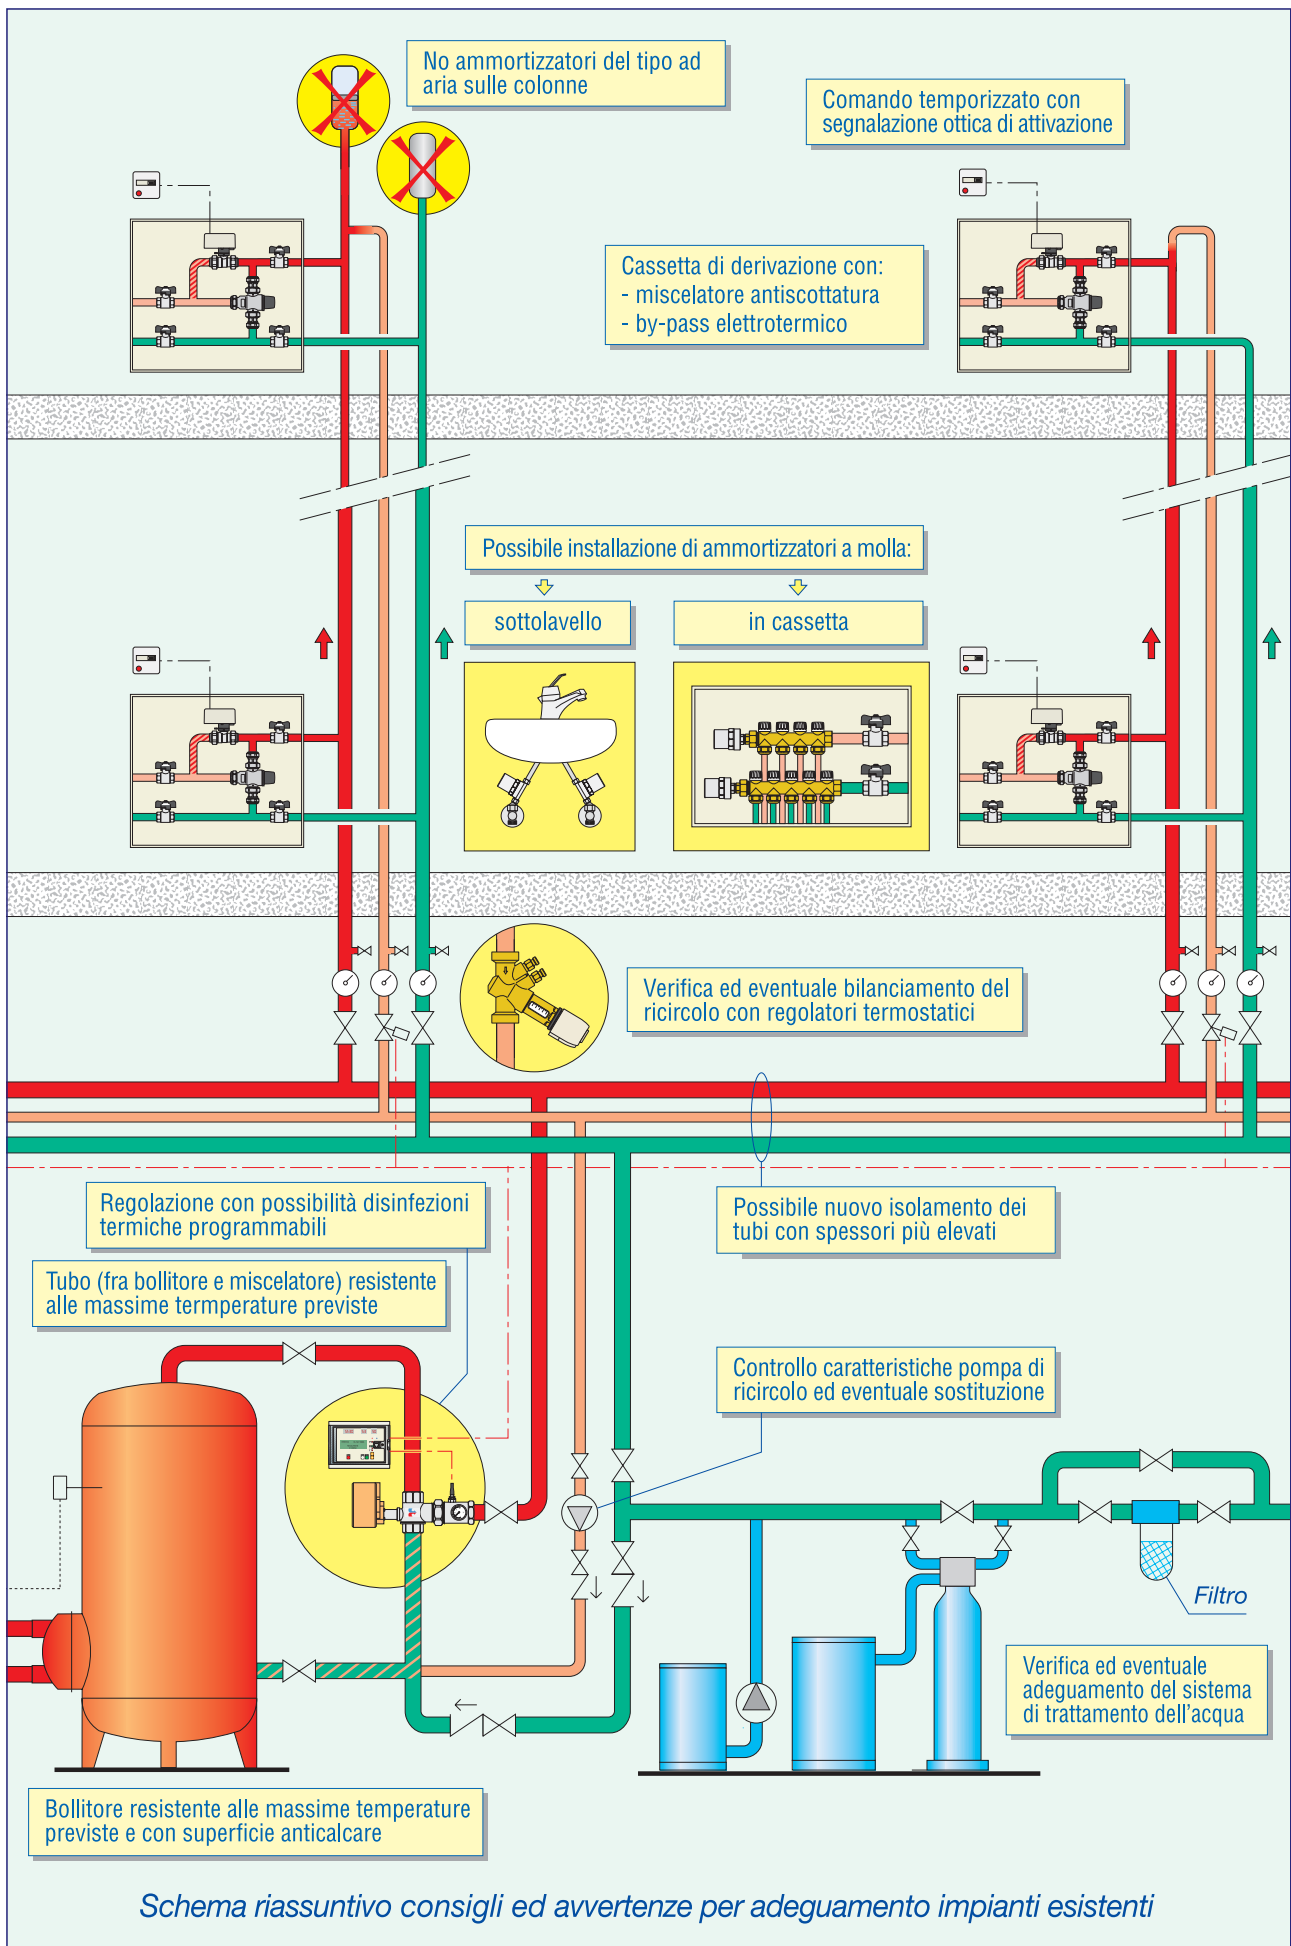 No ammortizzatori del tipo ad
aria sulle colonne
Comando temporizzato con
segnalazione ottica di attivazione
Cassetta di derivazione con:
- miscelatore antiscottatura
- by-pass elettrotermico
Possibile installazione di ammortizzatori a molla:
sottolavello
in cassetta
Verifica ed eventuale bilanciamento del
ricircolo con regolatori termostatici
Regolazione con possibilità disinfezioni
termiche programmabili
Possibile nuovo isolamento dei
tubi con spessori più elevati
Tubo (fra bollitore e miscelatore) resistente
alle massime termperature previste
Controllo caratteristiche pompa di
ricircolo ed eventuale sostituzione
Filtro
Verifica ed eventuale
adeguamento del sistema
di trattamento dell'acqua
Bollitore resistente alle massime temperature
previste e con superficie anticalcare
Schema riassuntivo consigli ed avvertenze per adeguamento impianti esistenti